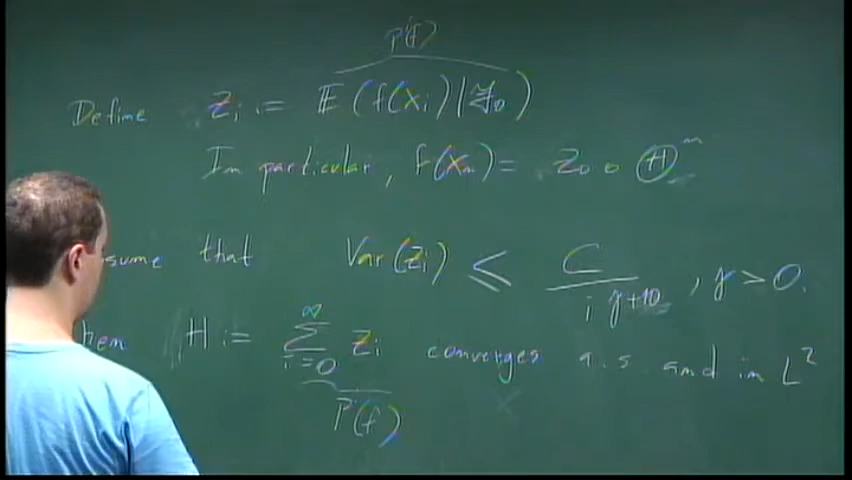 P^i(f)
Define Z_i := E(f(X_i)|F_0)
In particular, f(X_n) = Z_0 ∘ Θ^n
sume that Var(Z_i) ≤ C / i^{γ+10}, γ > 0.
hen H := ∑_{i=0}^{∞} Z_i converges a.s. and in L^2
P(f)